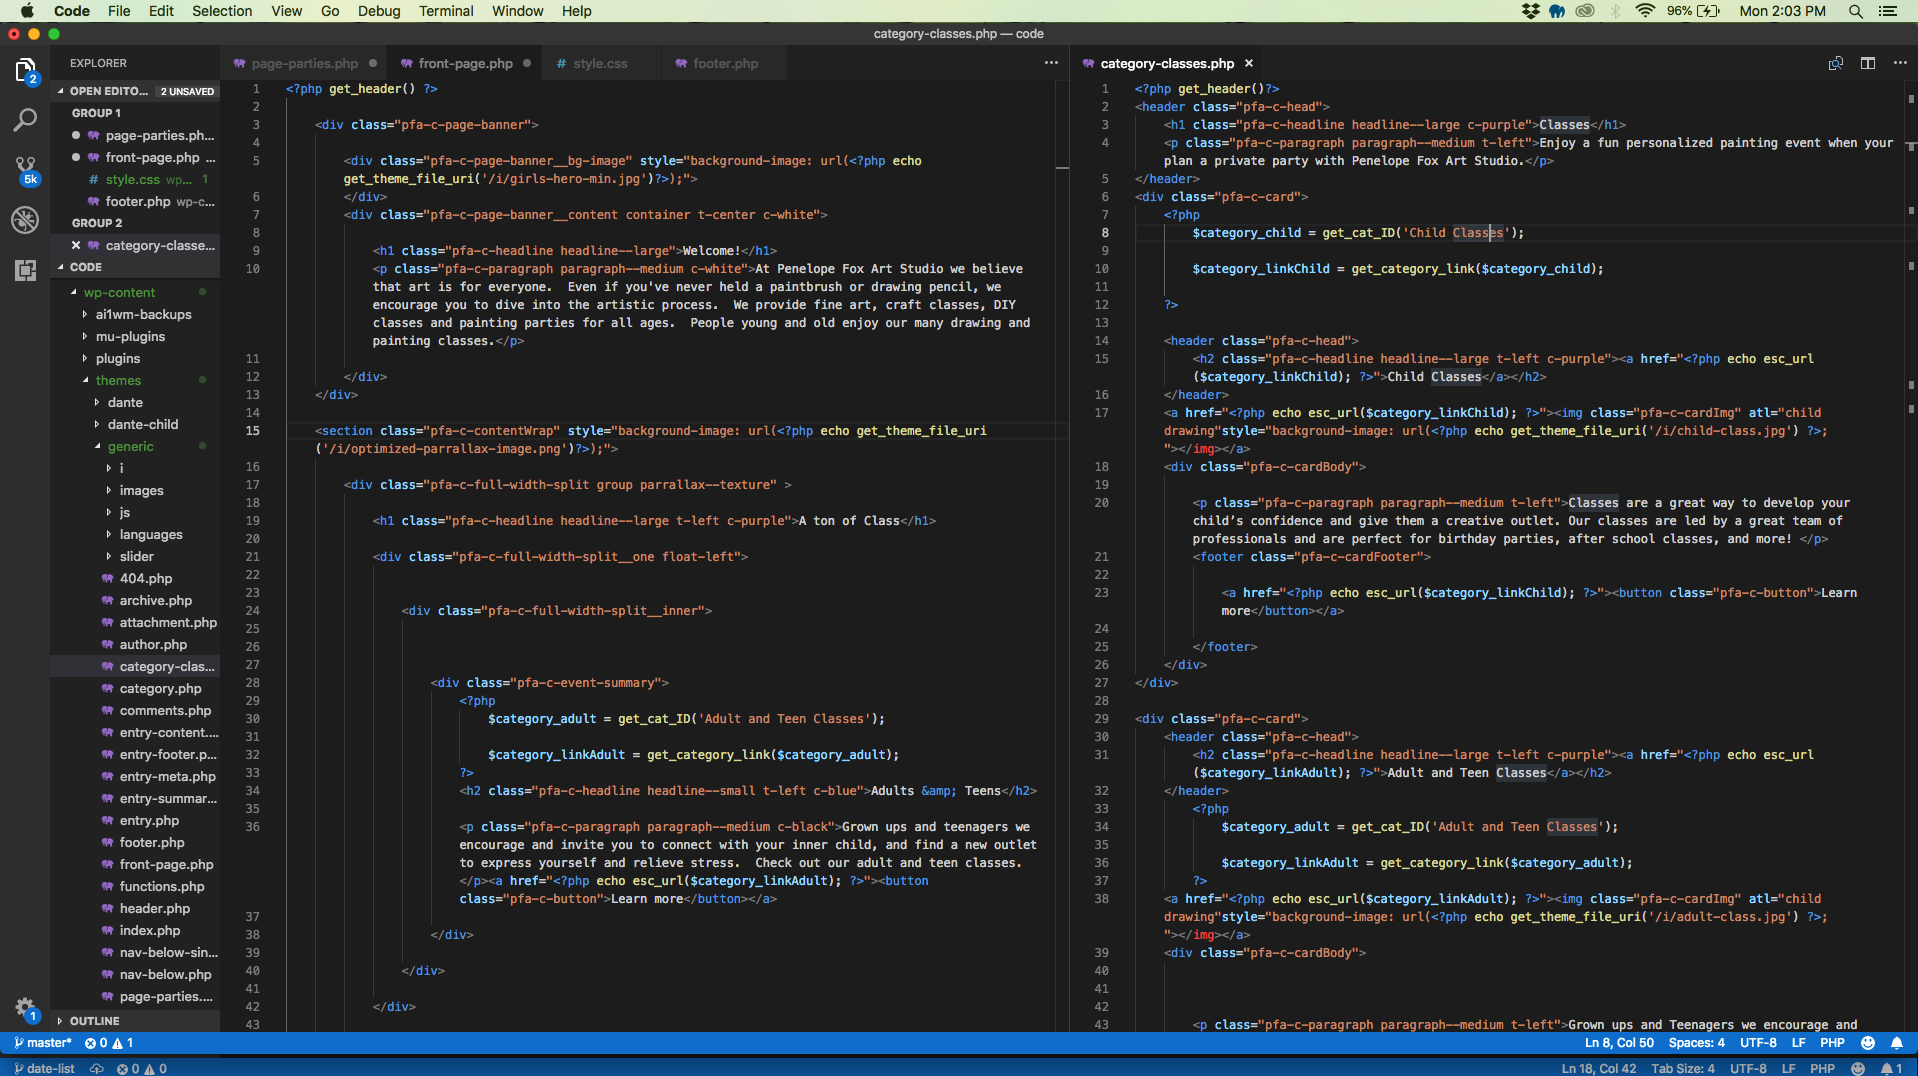 Code File Edit Selection View Go Debug Terminal Window Help 96% Mon 2:03 PM
category-classes.php — code
EXPLORER
OPEN EDITO... 2 UNSAVED
GROUP 1
page-parties.ph...
front-page.php ...
# style.css wp... 1
footer.php wp-c...
GROUP 2
category-classe...
CODE
wp-content
ai1wm-backups
mu-plugins
plugins
themes
dante
dante-child
generic
i
images
js
languages
slider
404.php
archive.php
attachment.php
author.php
category-clas...
category.php
comments.php
entry-content....
entry-footer.p...
entry-meta.php
entry-summar...
entry.php
footer.php
front-page.php
functions.php
header.php
index.php
nav-below-sin...
nav-below.php
page-parties....
OUTLINE
2
5k
1
page-parties.php front-page.php # style.css footer.php
1 <?php get_header() ?>
2
3 <div class="pfa-c-page-banner">
4
5 <div class="pfa-c-page-banner__bg-image" style="background-image: url(<?php echo
get_theme_file_uri('/i/girls-hero-min.jpg')?>);">
6 </div>
7 <div class="pfa-c-page-banner__content container t-center c-white">
8
9 <h1 class="pfa-c-headline headline--large">Welcome!</h1>
10 <p class="pfa-c-paragraph paragraph--medium c-white">At Penelope Fox Art Studio we believe
that art is for everyone.  Even if you've never held a paintbrush or drawing pencil, we
encourage you to dive into the artistic process.  We provide fine art, craft classes, DIY
classes and painting parties for all ages.  People young and old enjoy our many drawing and
painting classes.</p>
11
12 </div>
13 </div>
14
15 <section class="pfa-c-contentWrap" style="background-image: url(<?php echo get_theme_file_uri
('/i/optimized-parrallax-image.png')?>);">
16
17 <div class="pfa-c-full-width-split group parrallax--texture" >
18
19 <h1 class="pfa-c-headline headline--large t-left c-purple">A ton of Class</h1>
20
21 <div class="pfa-c-full-width-split__one float-left">
22
23
24 <div class="pfa-c-full-width-split__inner">
25
26
27
28 <div class="pfa-c-event-summary">
29 <?php
30 $category_adult = get_cat_ID('Adult and Teen Classes');
31
32 $category_linkAdult = get_category_link($category_adult);
33 ?>
34 <h2 class="pfa-c-headline headline--small t-left c-blue">Adults &amp; Teens</h2>
35
36 <p class="pfa-c-paragraph paragraph--medium c-black">Grown ups and teenagers we
encourage and invite you to connect with your inner child, and find a new outlet
to express yourself and relieve stress.  Check out our adult and teen classes.
</p><a href="<?php echo esc_url($category_linkAdult); ?>"><button
class="pfa-c-button">Learn more</button></a>
37
38 </div>
39
40 </div>
41
42 </div>
43
category-classes.php
1 <?php get_header()?>
2 <header class="pfa-c-head">
3 <h1 class="pfa-c-headline headline--large c-purple">Classes</h1>
4 <p class="pfa-c-paragraph paragraph--medium t-left">Enjoy a fun personalized painting event when your
plan a private party with Penelope Fox Art Studio.</p>
5 </header>
6 <div class="pfa-c-card">
7 <?php
8 $category_child = get_cat_ID('Child Classes');
9
10 $category_linkChild = get_category_link($category_child);
11
12 ?>
13
14 <header class="pfa-c-head">
15 <h2 class="pfa-c-headline headline--large t-left c-purple"><a href="<?php echo esc_url
($category_linkChild); ?>">Child Classes</a></h2>
16 </header>
17 <a href="<?php echo esc_url($category_linkChild); ?>"><img class="pfa-c-cardImg" atl="child
drawing"style="background-image: url(<?php echo get_theme_file_uri('/i/child-class.jpg') ?>;
"></img></a>
18 <div class="pfa-c-cardBody">
19
20 <p class="pfa-c-paragraph paragraph--medium t-left">Classes are a great way to develop your
child’s confidence and give them a creative outlet. Our classes are led by a great team of
professionals and are perfect for birthday parties, after school classes, and more! </p>
21 <footer class="pfa-c-cardFooter">
22
23 <a href="<?php echo esc_url($category_linkChild); ?>"><button class="pfa-c-button">Learn
more</button></a>
24
25 </footer>
26 </div>
27 </div>
28
29 <div class="pfa-c-card">
30 <header class="pfa-c-head">
31 <h2 class="pfa-c-headline headline--large t-left c-purple"><a href="<?php echo esc_url
($category_linkAdult); ?>">Adult and Teen Classes</a></h2>
32 </header>
33 <?php
34 $category_adult = get_cat_ID('Adult and Teen Classes');
35
36 $category_linkAdult = get_category_link($category_adult);
37 ?>
38 <a href="<?php echo esc_url($category_linkAdult); ?>"><img class="pfa-c-cardImg" atl="child
drawing"style="background-image: url(<?php echo get_theme_file_uri('/i/adult-class.jpg') ?>;
"></img></a>
39 <div class="pfa-c-cardBody">
40
41
42
43 <p class="pfa-c-paragraph paragraph--medium t-left">Grown ups and Teenagers we encourage and
master* 0 1 Ln 8, Col 50 Spaces: 4 UTF-8 LF PHP
date-list 0 0 Ln 18, Col 42 Tab Size: 4 UTF-8 LF PHP 1